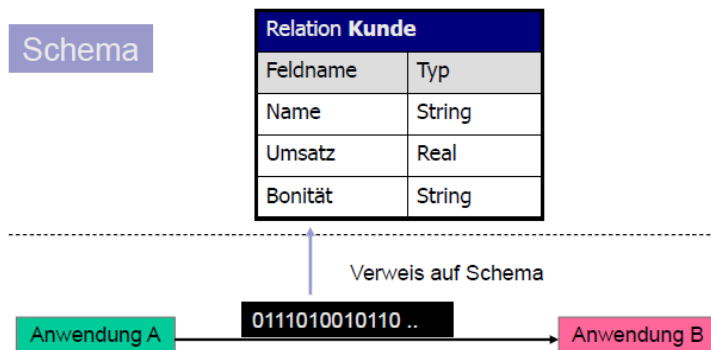 Schema
Relation Kunde
Feldname Typ
Name String
Umsatz Real
Bonität String
Verweis auf Schema
0111010010110 ..
Anwendung A
Anwendung B